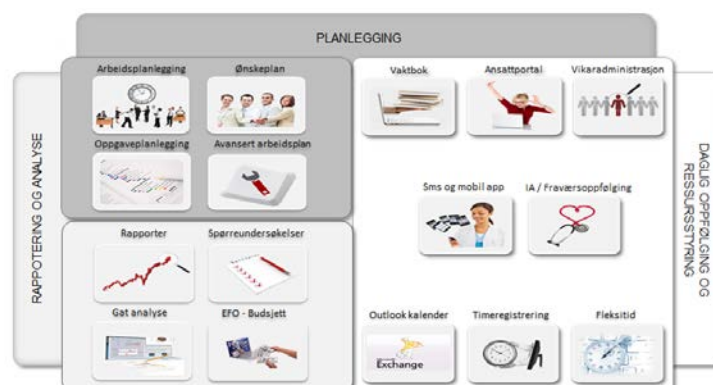 PLANLEGGING
Arbeidsplanlegging
Ønskeplan
Oppgaveplanlegging
Avansert arbeidsplan
Vaktbok
Ansattportal
Vikaradministrasjon
Sms og mobil app
IA / Fraværsoppfølging
Outlook kalender
Timeregistrering
Fleksitid
Exchange
Rapporter
Spørreundersøkelser
Gat analyse
EFO - Budsjett
RAPPOTERING OG ANALYSE
DAGLIG OPPFØLGING OG
RESSURSSTYRING